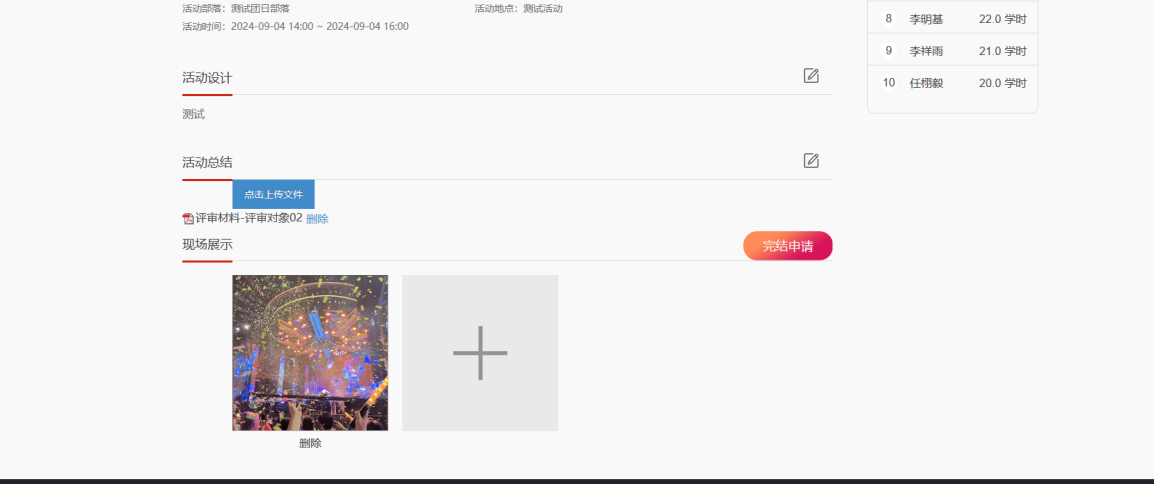 活动部落：测试团日部落
活动地点：测试活动
活动时间：2024-09-04 14:00 ~ 2024-09-04 16:00
活动设计
测试
活动总结
点击上传文件
评审材料-评审对象02 删除
现场展示
完结申请
删除
8 李明基 22.0 学时
9 李祥雨 21.0 学时
10 任栩毅 20.0 学时